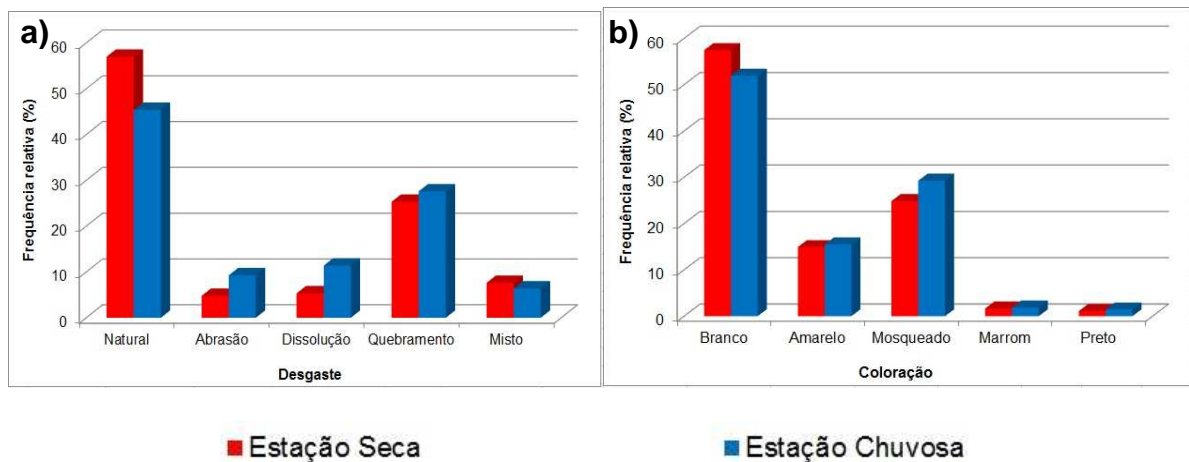 a)
Frequência relativa (%)
60
50
40
30
20
10
0
Natural
Abrasão
Dissolução
Quebramento
Misto
Desgaste
b)
Frequência relativa (%)
60
50
40
30
20
10
0
Branco
Amarelo
Mosqueado
Marrom
Preto
Coloração
Estação Seca
Estação Chuvosa